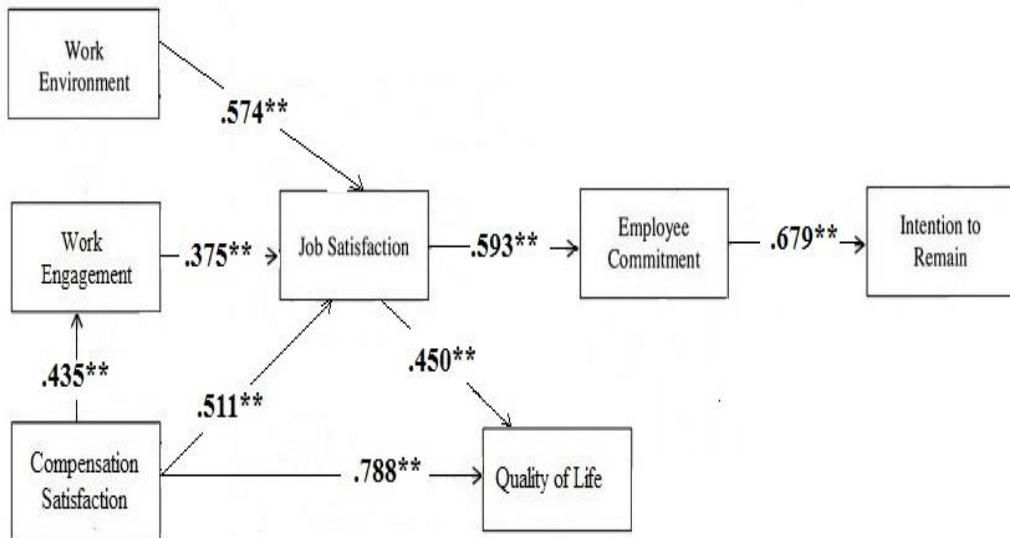 Work
Environment
.574**
Work
Engagement
.375**
Job Satisfaction
.593**
Employee
Commitment
.679**
Intention to
Remain
.435**
.511**
.450**
Compensation
Satisfaction
.788**
Quality of Life